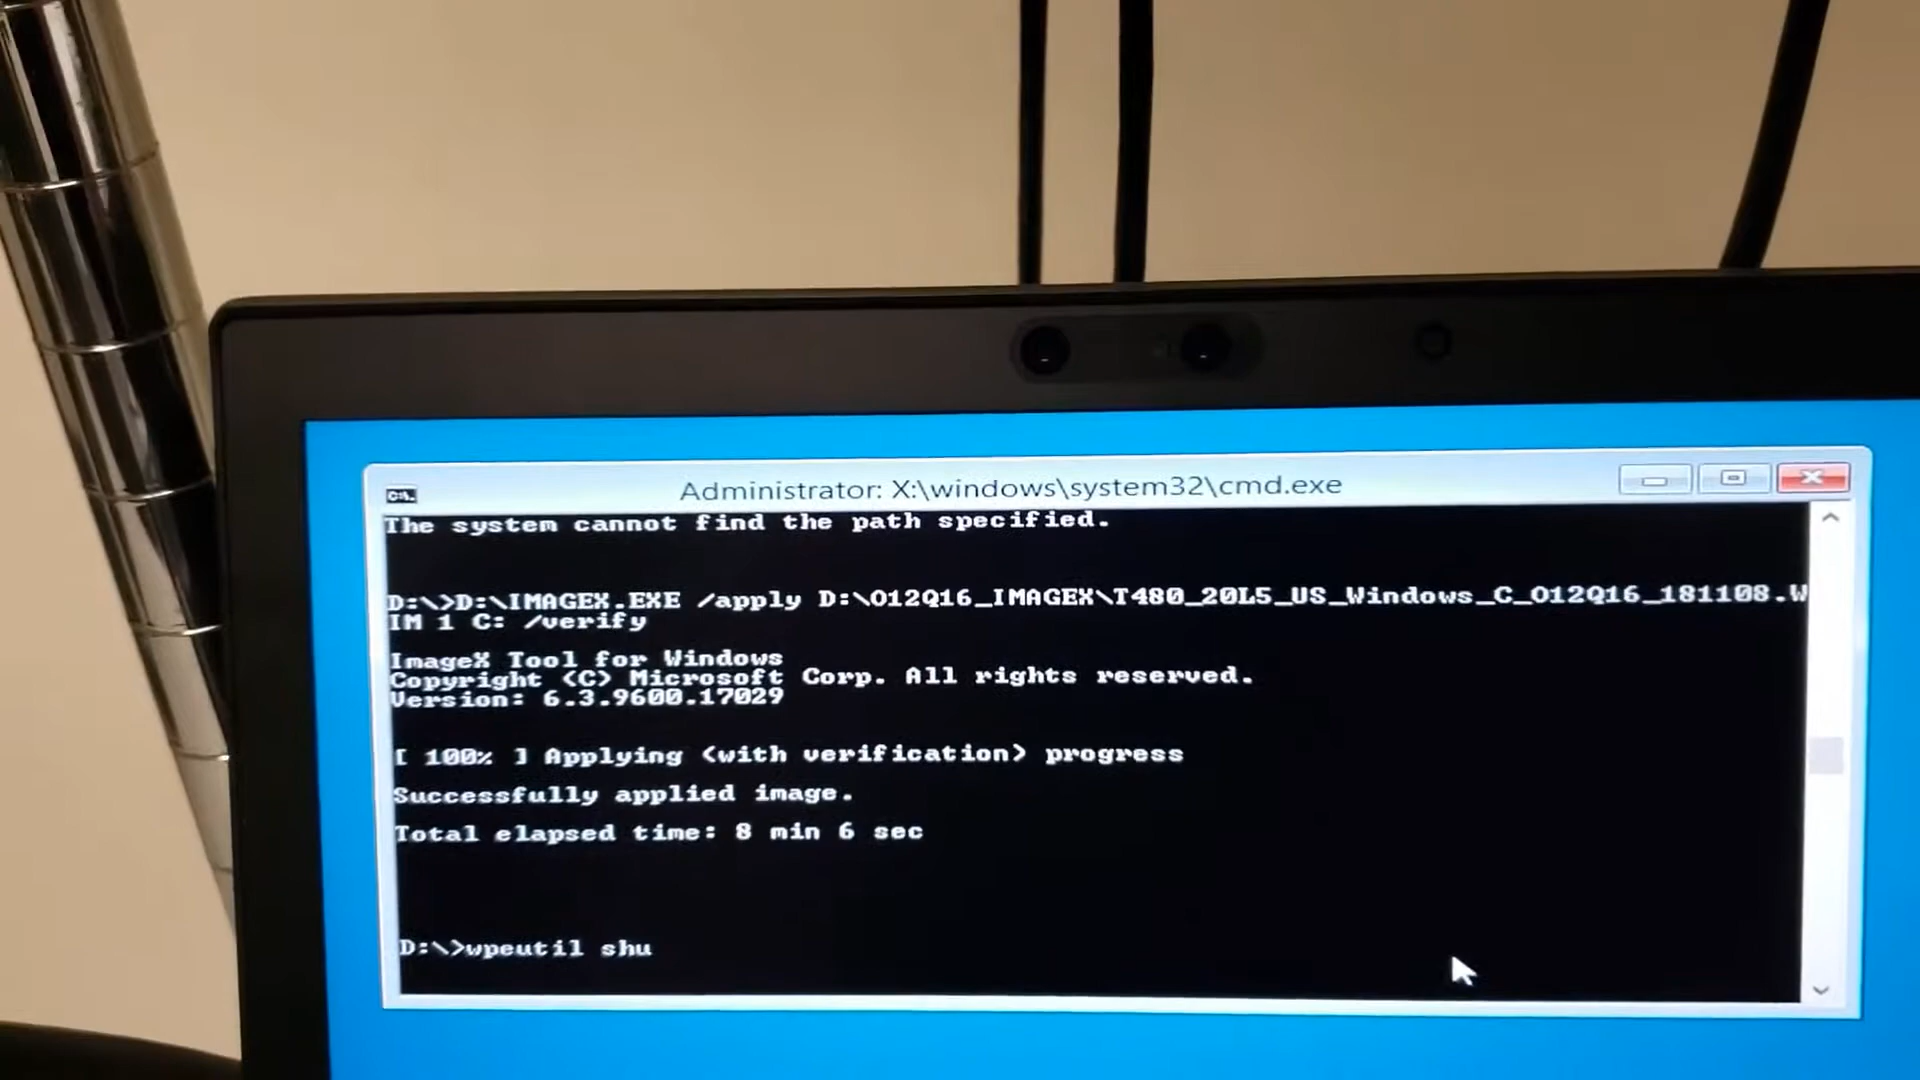 Administrator: X:\windows\system32\cmd.exe
The system cannot find the path specified.
D:\>D:\IMAGEX.EXE /apply D:\O12Q16_IMAGEX\T480_20L5_US_Windows_C_O12Q16_181108.W
IM 1 C: /verify
ImageX Tool for Windows
Copyright (C) Microsoft Corp. All rights reserved.
Version: 6.3.9600.17029
[ 100% ] Applying (with verification) progress
Successfully applied image.
Total elapsed time: 8 min 6 sec
D:\>wpeutil shu